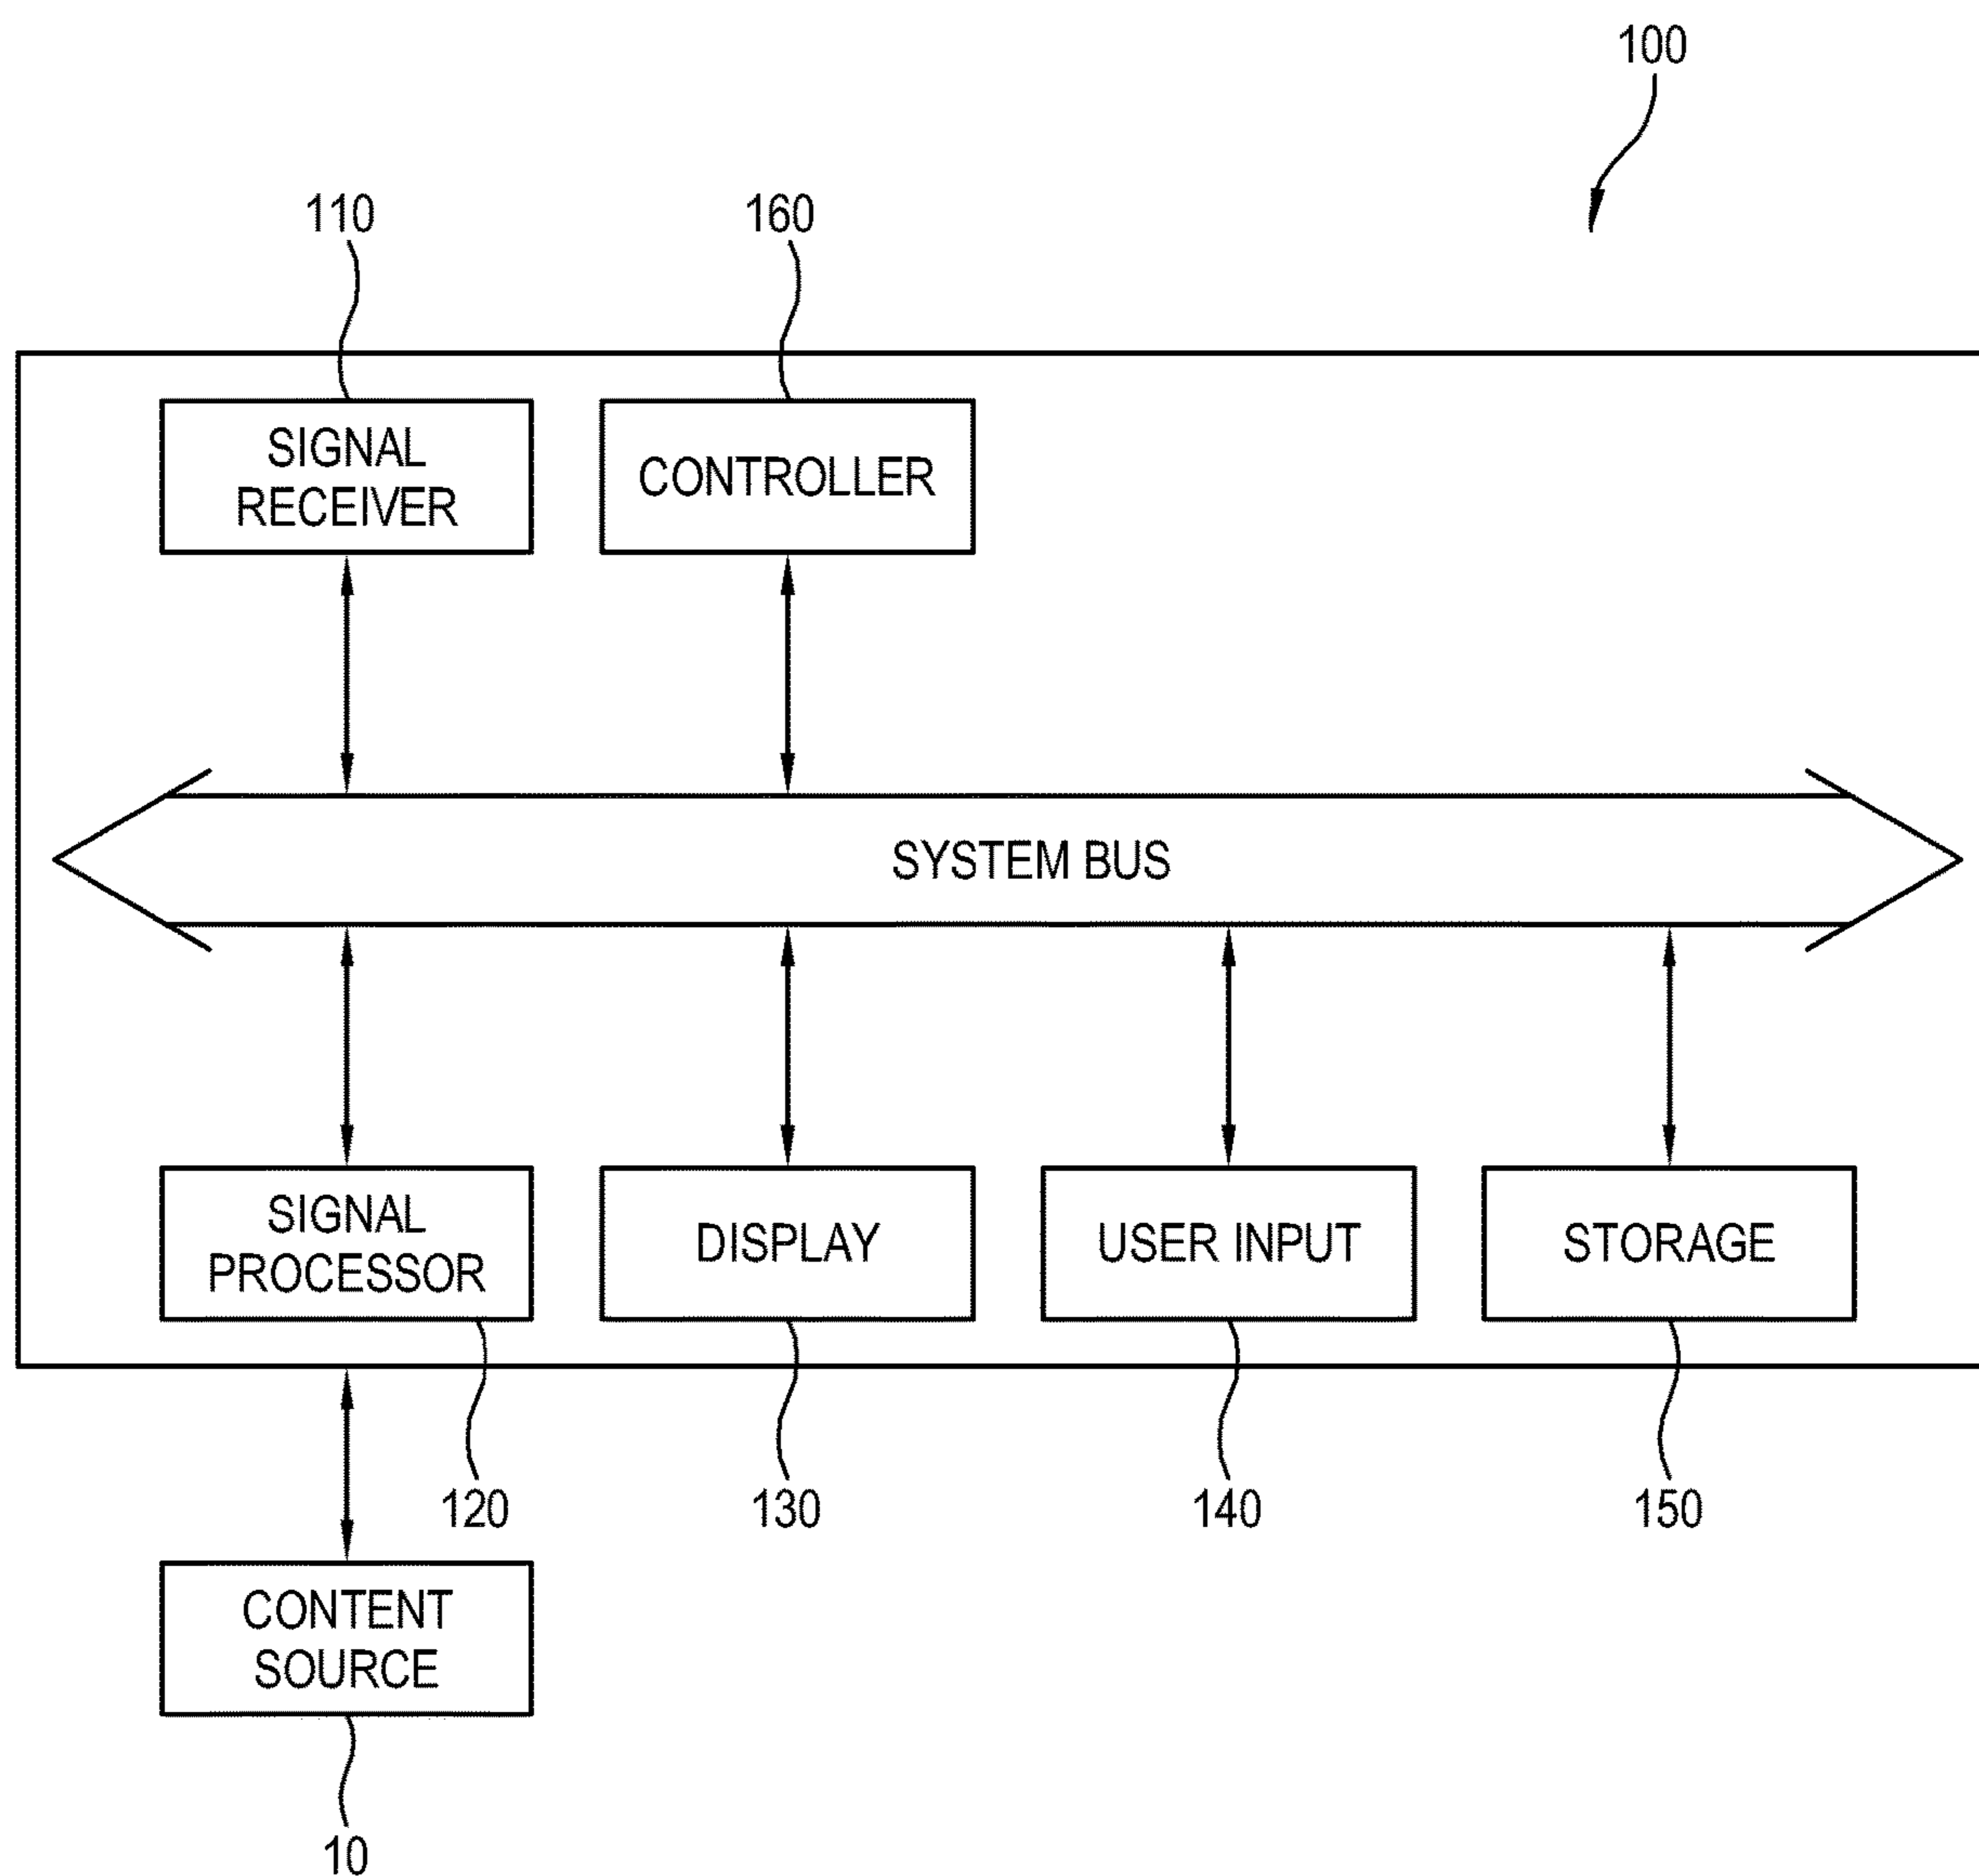 100
110
160
SIGNAL
RECEIVER
CONTROLLER
SYSTEM BUS
SIGNAL
PROCESSOR
DISPLAY
USER INPUT
STORAGE
120
130
140
150
CONTENT
SOURCE
10